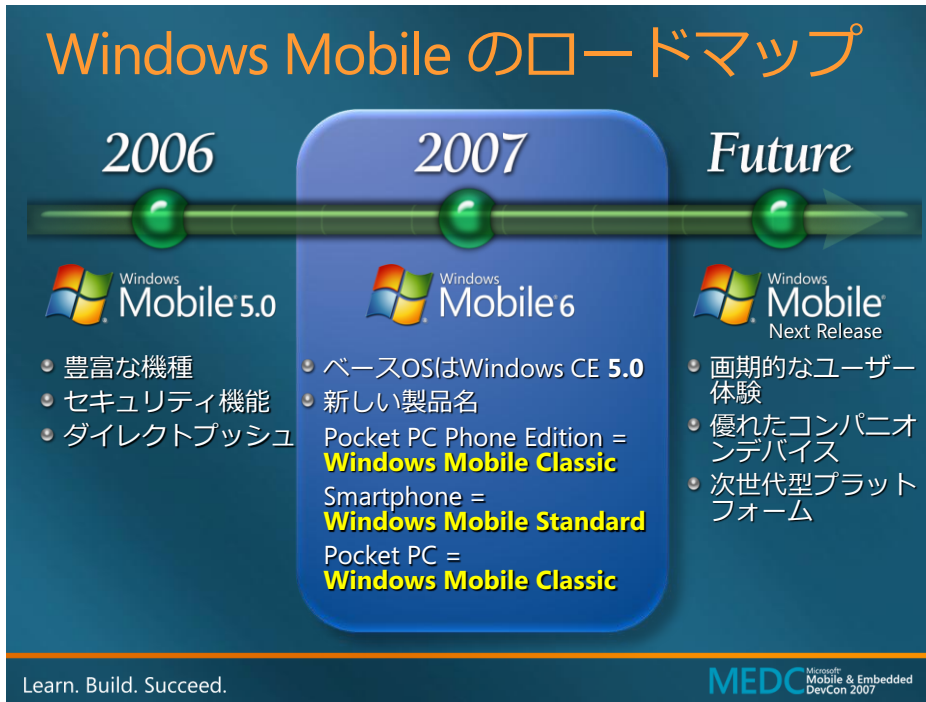 Windows Mobile のロードマップ
2006
2007
Future
Windows
Mobile 5.0
Windows
Mobile 6
Windows
Mobile
Next Release
豊富な機種
セキュリティ機能
ダイレクトプッシュ
ベースOSはWindows CE 5.0
新しい製品名
Pocket PC Phone Edition =
Windows Mobile Classic
Smartphone =
Windows Mobile Standard
Pocket PC =
Windows Mobile Classic
画期的なユーザー
体験
優れたコンパニオ
ンデバイス
次世代型プラット
フォーム
Learn. Build. Succeed.
MEDC
Microsoft
Mobile & Embedded
DevCon 2007